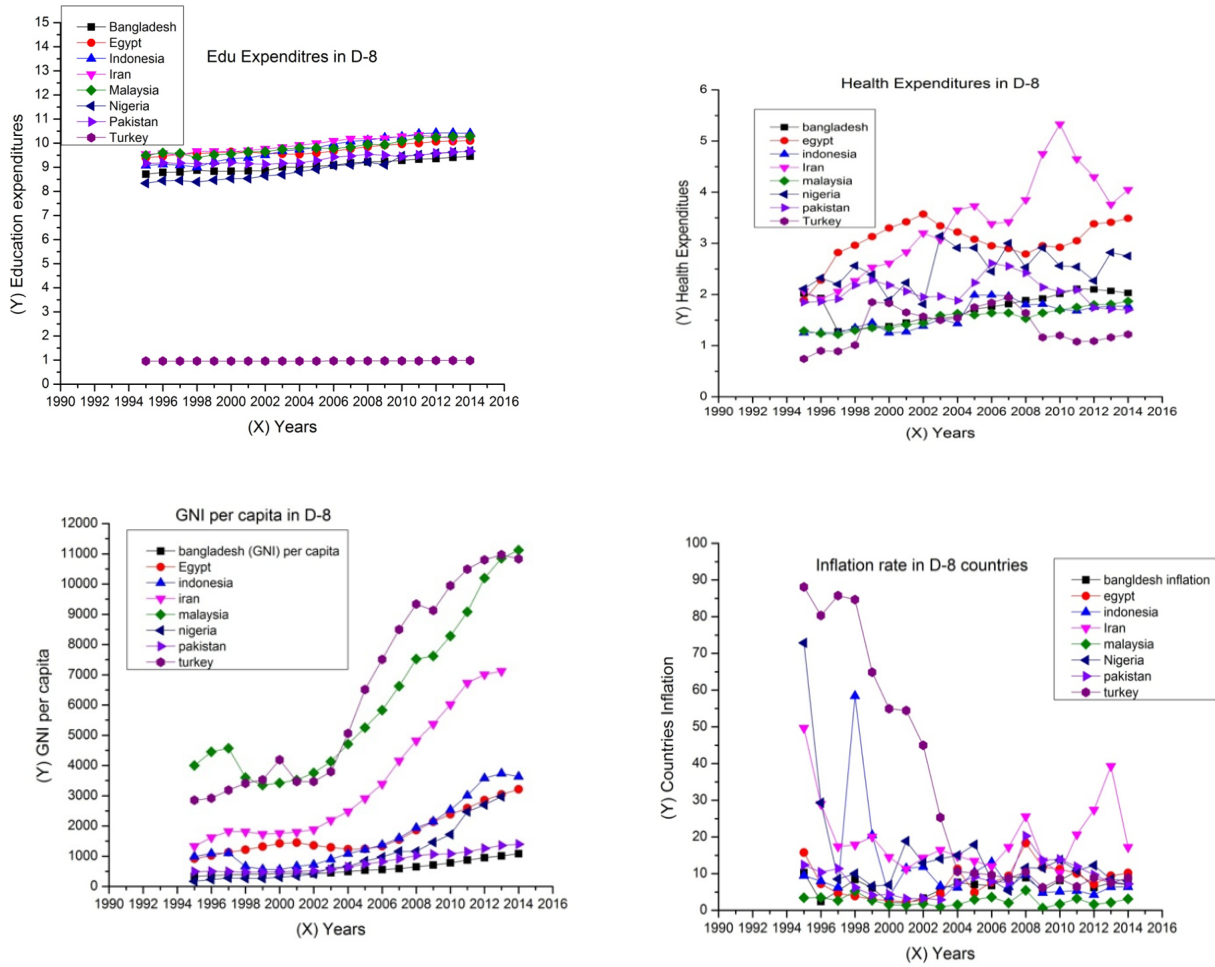 Edu Expenditres in D-8
Bangladesh
Egypt
Indonesia
Iran
Malaysia
Nigeria
Pakistan
Turkey
(Y) Education expenditures
15
14
13
12
11
10
9
8
7
6
5
4
3
2
1
0
1990 1992 1994 1996 1998 2000 2002 2004 2006 2008 2010 2012 2014 2016
(X) Years
Health Expenditures in D-8
bangladesh
egypt
indonesia
Iran
malaysia
nigeria
pakistan
Turkey
(Y) Health Expenditues
6
5
4
3
2
1
0
1990 1992 1994 1996 1998 2000 2002 2004 2006 2008 2010 2012 2014 2016
(X) Years
GNI per capita in D-8
bangladesh (GNI) per capita
Egypt
indonesia
iran
malaysia
nigeria
pakistan
turkey
(Y) GNI per capita
12000
11000
10000
9000
8000
7000
6000
5000
4000
3000
2000
1000
0
1990 1992 1994 1996 1998 2000 2002 2004 2006 2008 2010 2012 2014 2016
(X) Years
Inflation rate in D-8 countries
bangldesh inflation
egypt
indonesia
Iran
malaysia
Nigeria
pakistan
turkey
(Y) Countries Inflation
100
90
80
70
60
50
40
30
20
10
0
1990 1992 1994 1996 1998 2000 2002 2004 2006 2008 2010 2012 2014 2016
(X) Years